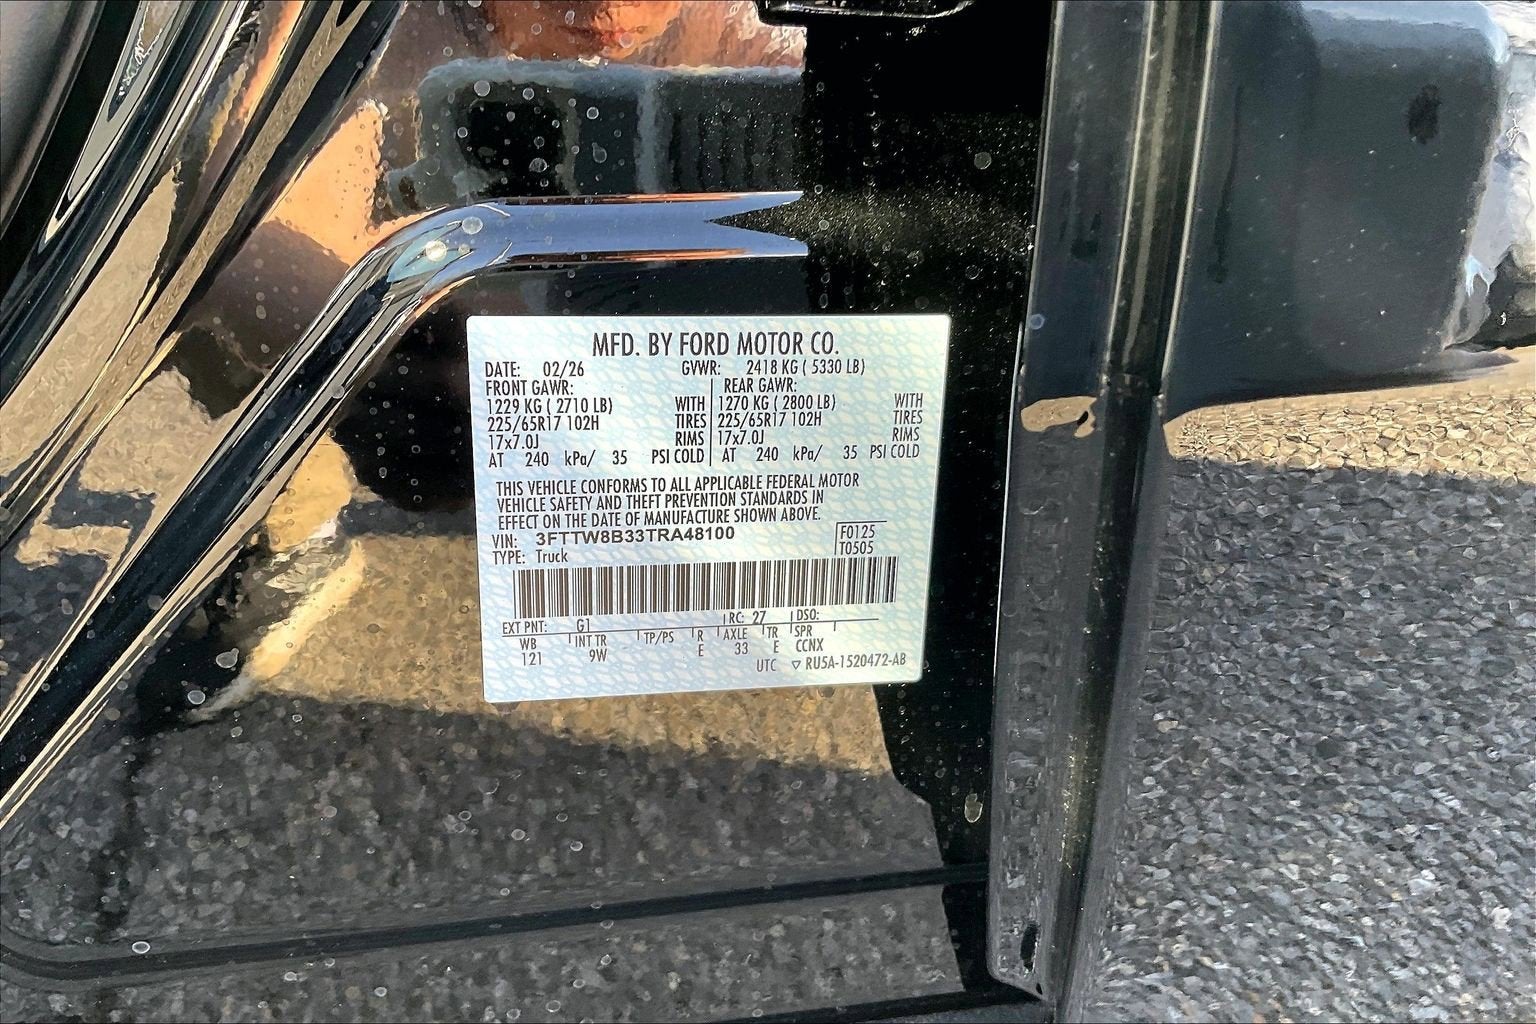 MFD. BY FORD MOTOR CO.
DATE: 02/26 GVWR: 2418 KG ( 5330 LB)
FRONT GAWR: REAR GAWR:
1229 KG ( 2710 LB) WITH 1270 KG ( 2800 LB) WITH
225/65R17 102H TIRES 225/65R17 102H TIRES
17x7.0J RIMS 17x7.0J RIMS
AT 240 kPa/ 35 PSI COLD AT 240 kPa/ 35 PSI COLD
THIS VEHICLE CONFORMS TO ALL APPLICABLE FEDERAL MOTOR
VEHICLE SAFETY AND THEFT PREVENTION STANDARDS IN
EFFECT ON THE DATE OF MANUFACTURE SHOWN ABOVE.
VIN: 3FTTW8B33TRA48100 F0125
TYPE: Truck T0505
EXT PNT: G1 RC: 27 DSO:
WB INT TR TP/PS R AXLE TR SPR
121 9W E 33 E CCNX
UTC ▽ RU5A-1520472-AB